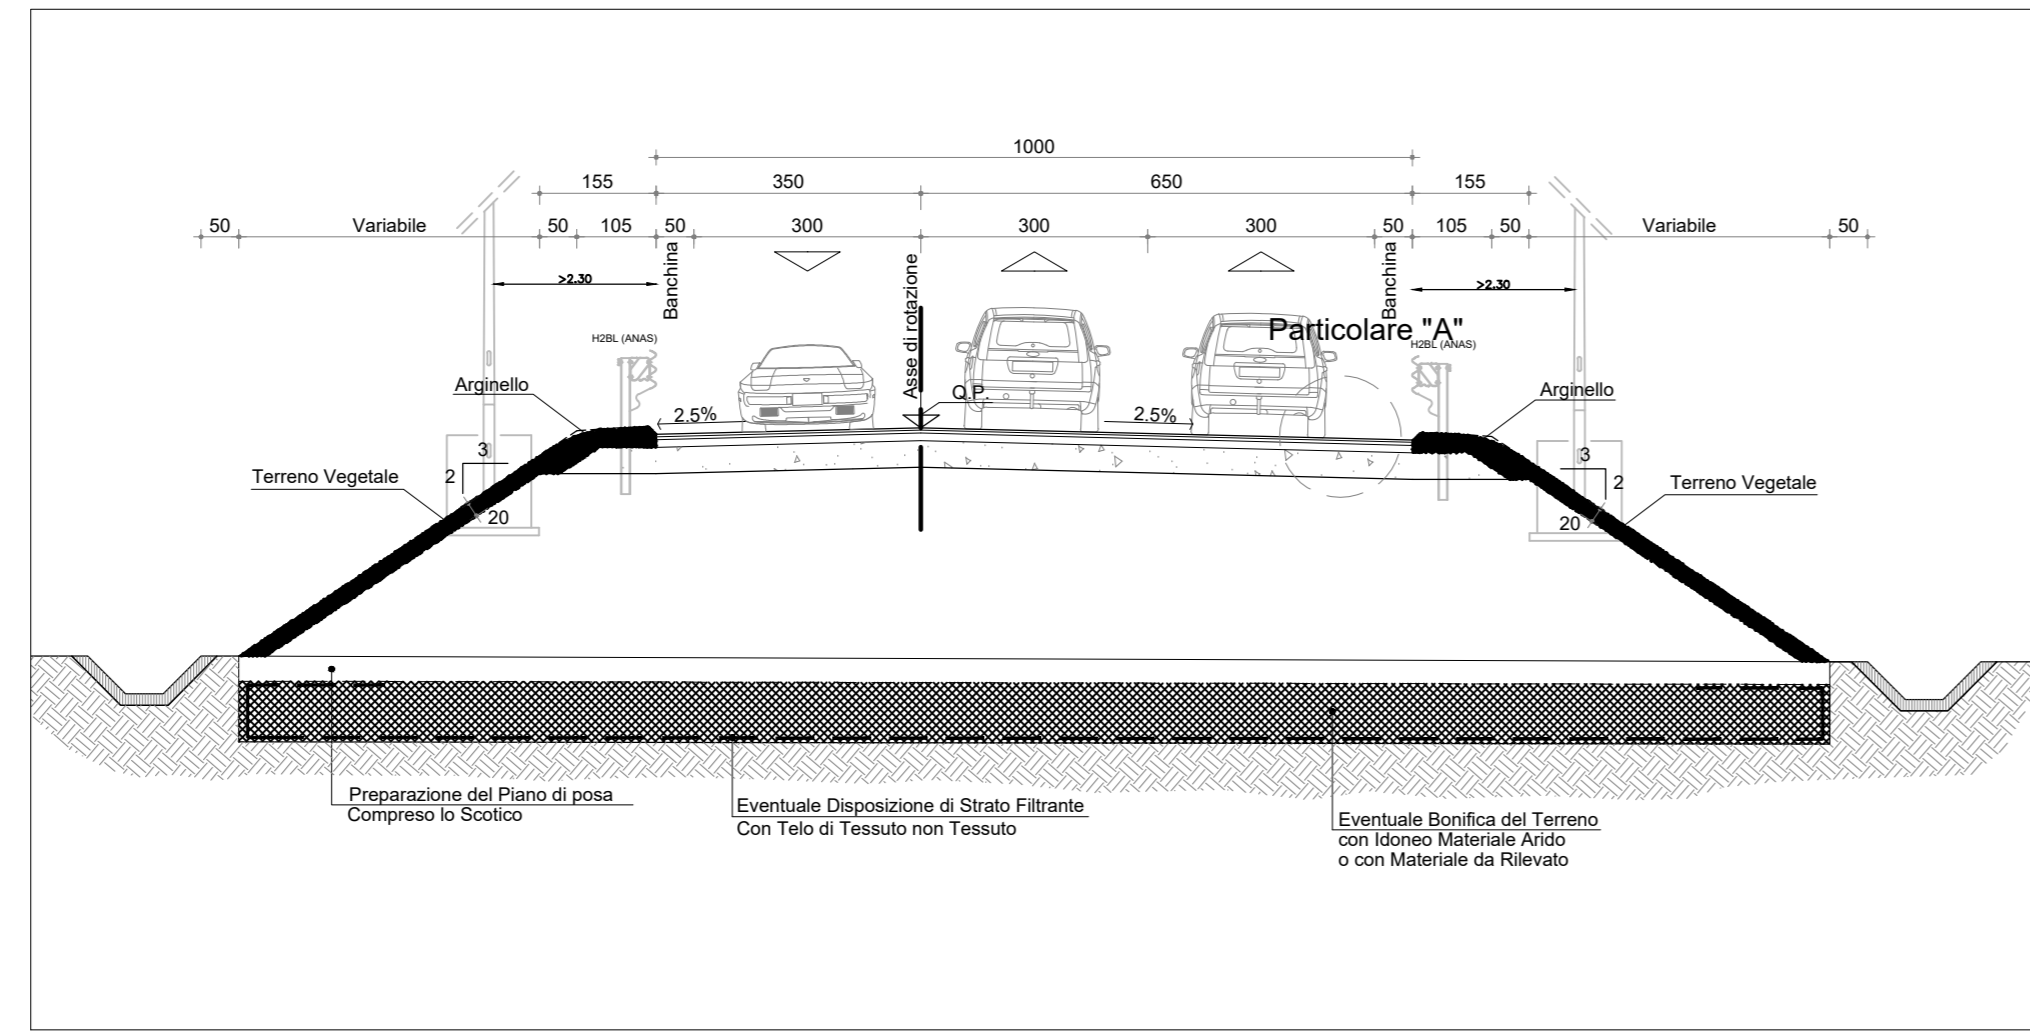 1000
155
350
650
155
50
Variabile
50
105
50
300
300
300
50
105
50
Variabile
50
Banchina
Asse di rotazione
Banchina
>2.30
>2.30
Particolare "A"
H2BL (ANAS)
H2BL (ANAS)
Arginello
Q.P.
Arginello
2.5%
2.5%
3
2
Terreno Vegetale
20
3
2
Terreno Vegetale
20
Preparazione del Piano di posa
Compreso lo Scotico
Eventuale Disposizione di Strato Filtrante
Con Telo di Tessuto non Tessuto
Eventuale Bonifica del Terreno
con Idoneo Materiale Arido
o con Materiale da Rilevato